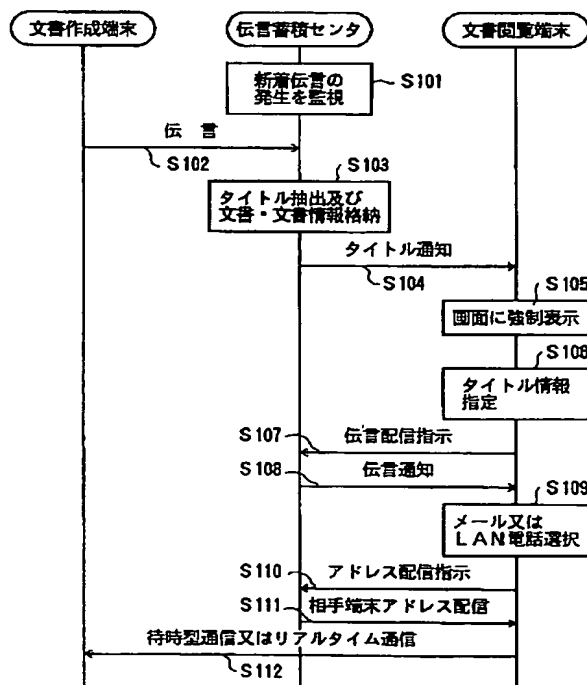 文書作成端末
伝言蓄積センタ
文書閲覧端末
新着伝言の
発生を監視
S101
伝 言
S102
S103
タイトル抽出及び
文書・文書情報格納
タイトル通知
S104
S105
画面に強制表示
S106
タイトル情報
指定
S107
伝言配信指示
S108
伝言通知
S109
メール又は
LAN電話選択
S110
アドレス配信指示
S111
相手端末アドレス配信
待時型通信又はリアルタイム通信
S112